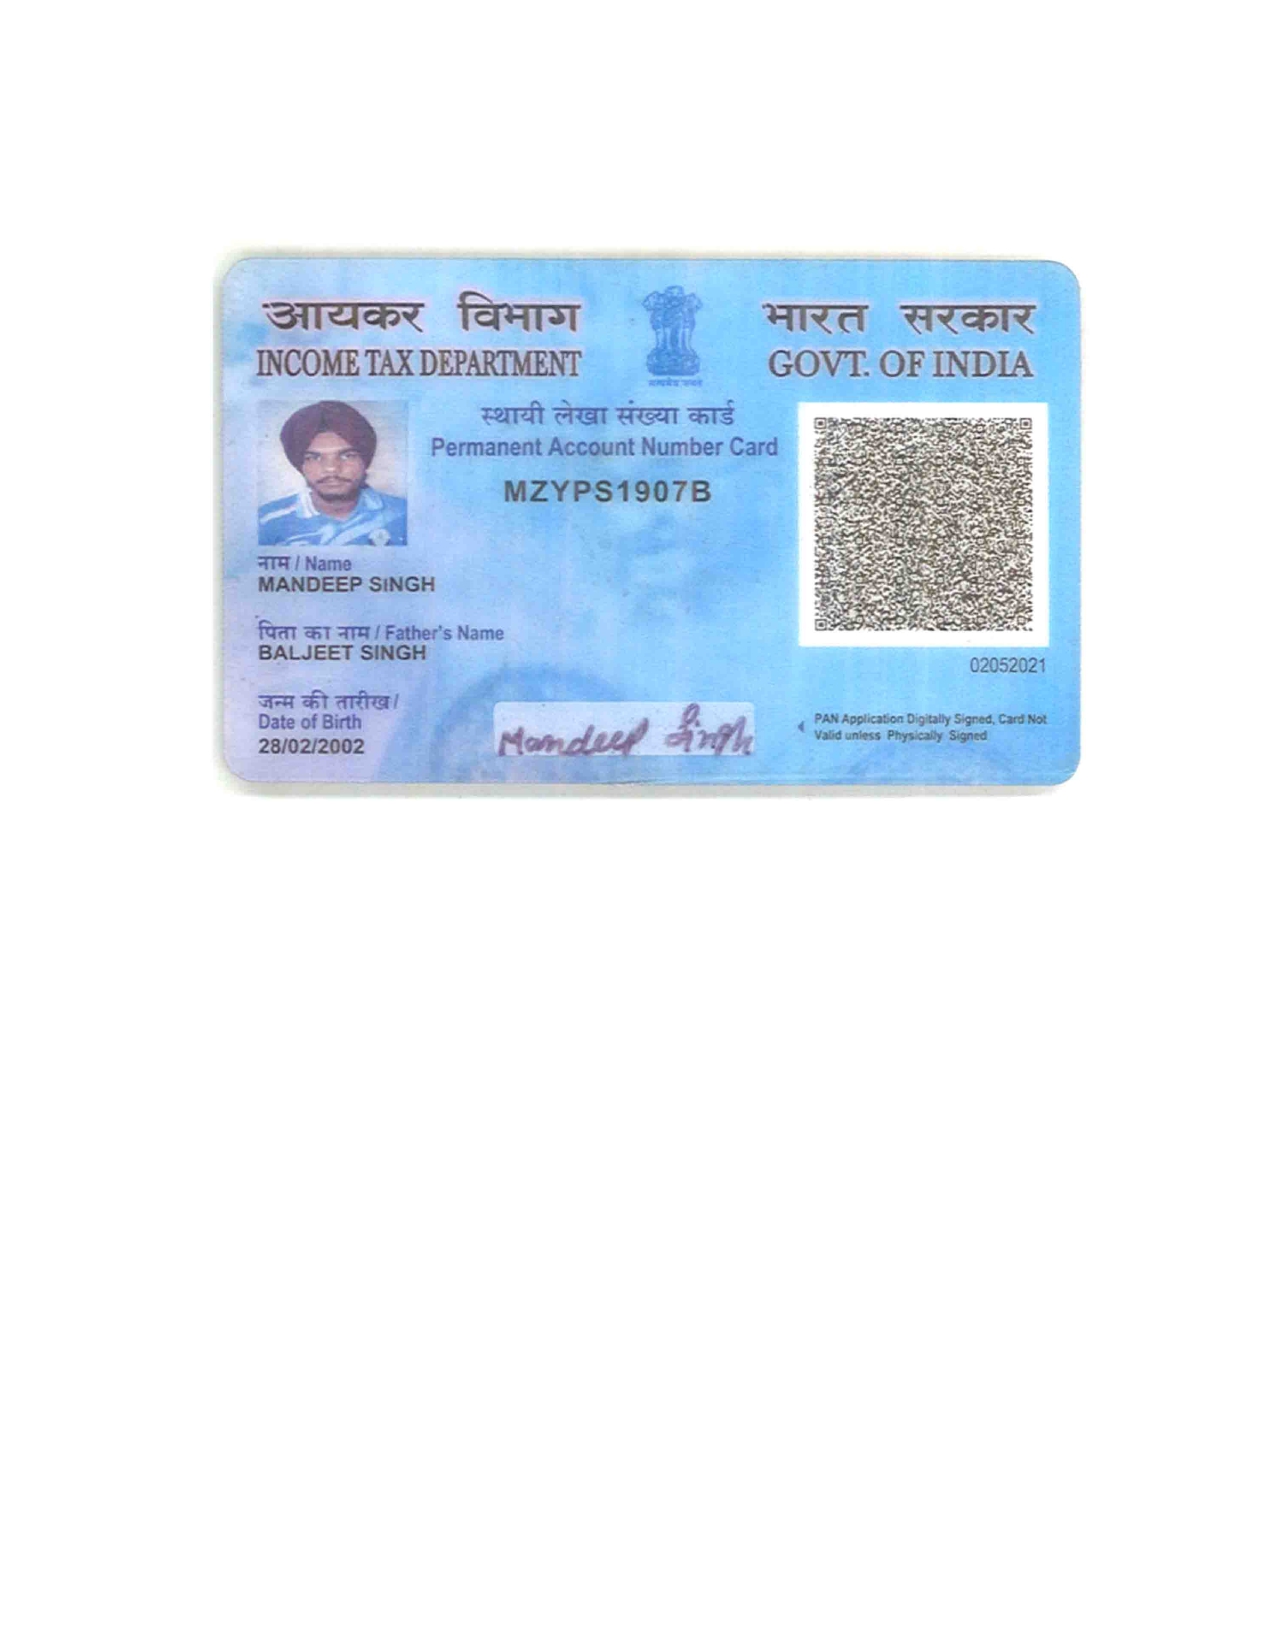 आयकर विभाग
INCOME TAX DEPARTMENT
सत्यमेव जयते
भारत सरकार
GOVT. OF INDIA
स्थायी लेखा संख्या कार्ड
Permanent Account Number Card
MZYPS1907B
नाम / Name
MANDEEP SINGH
पिता का नाम / Father's Name
BALJEET SINGH
02052021
जन्म की तारीख /
Date of Birth
28/02/2002
Mandeep Singh
PAN Application Digitally Signed, Card Not
Valid unless Physically Signed